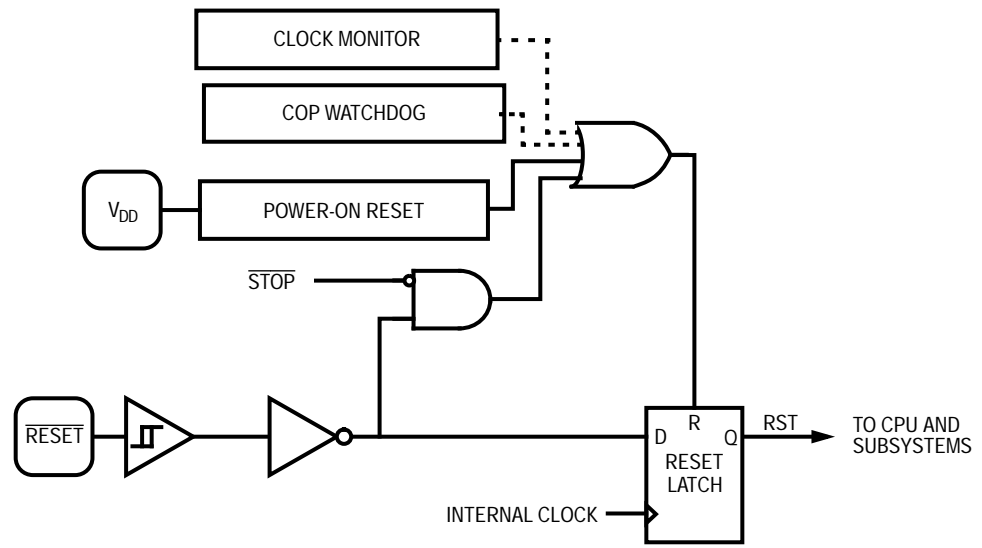 CLOCK MONITOR
COP WATCHDOG
VDD
POWER-ON RESET
STOP
RESET
D
R
Q
RESET
LATCH
RST
TO CPU AND
SUBSYSTEMS
INTERNAL CLOCK